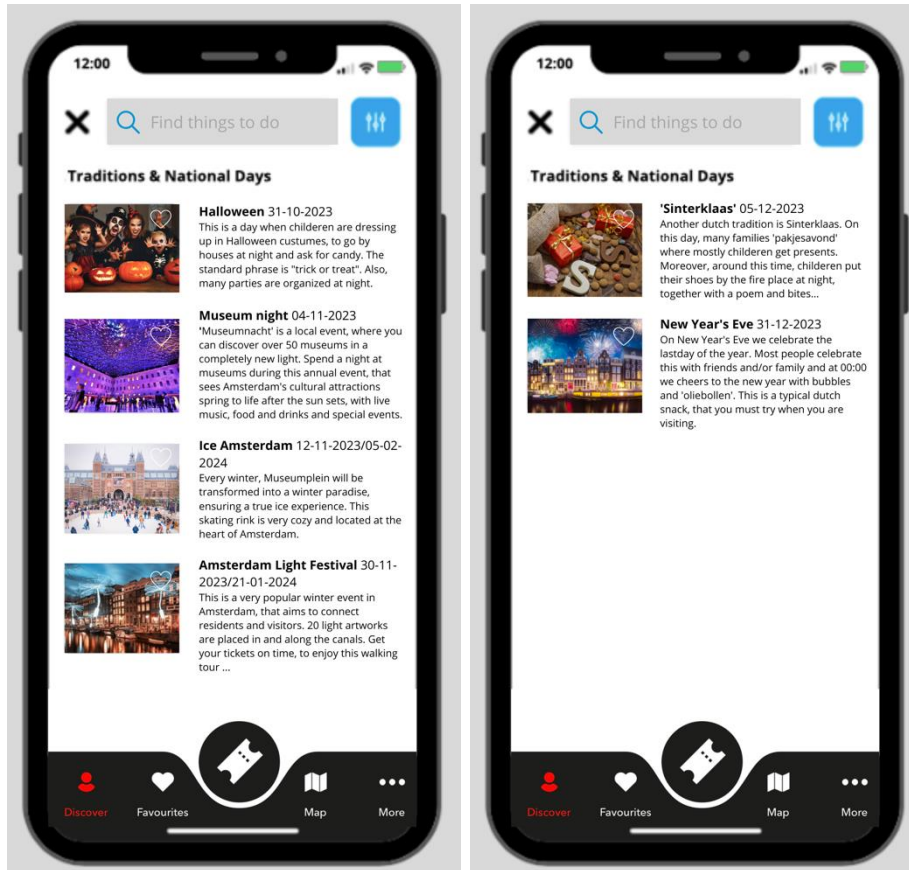 12:00
Find things to do
Traditions & National Days
Halloween 31-10-2023
This is a day when childeren are dressing
up in Halloween custumes, to go by
houses at night and ask for candy. The
standard phrase is "trick or treat". Also,
many parties are organized at night.
Museum night 04-11-2023
'Museumnacht' is a local event, where you
can discover over 50 museums in a
completely new light. Spend a night at
museums during this annual event, that
sees Amsterdam's cultural attractions
spring to life after the sun sets, with live
music, food and drinks and special events.
Ice Amsterdam 12-11-2023/05-02-
2024
Every winter, Museumplein will be
transformed into a winter paradise,
ensuring a true ice experience. This
skating rink is very cozy and located at the
heart of Amsterdam.
Amsterdam Light Festival 30-11-
2023/21-01-2024
This is a very popular winter event in
Amsterdam, that aims to connect
residents and visitors. 20 light artworks
are placed in and along the canals. Get
your tickets on time, to enjoy this walking
tour ...
Discover
Favourites
Map
More
12:00
Find things to do
Traditions & National Days
'Sinterklaas' 05-12-2023
Another dutch tradition is Sinterklaas. On
this day, many families 'pakjesavond'
where mostly childeren get presents.
Moreover, around this time, childeren put
their shoes by the fire place at night,
together with a poem and bites...
New Year's Eve 31-12-2023
On New Year's Eve we celebrate the
lastday of the year. Most people celebrate
this with friends and/or family and at 00:00
we cheers to the new year with bubbles
and 'oliebollen'. This is a typical dutch
snack, that you must try when you are
visiting.
Discover
Favourites
Map
More